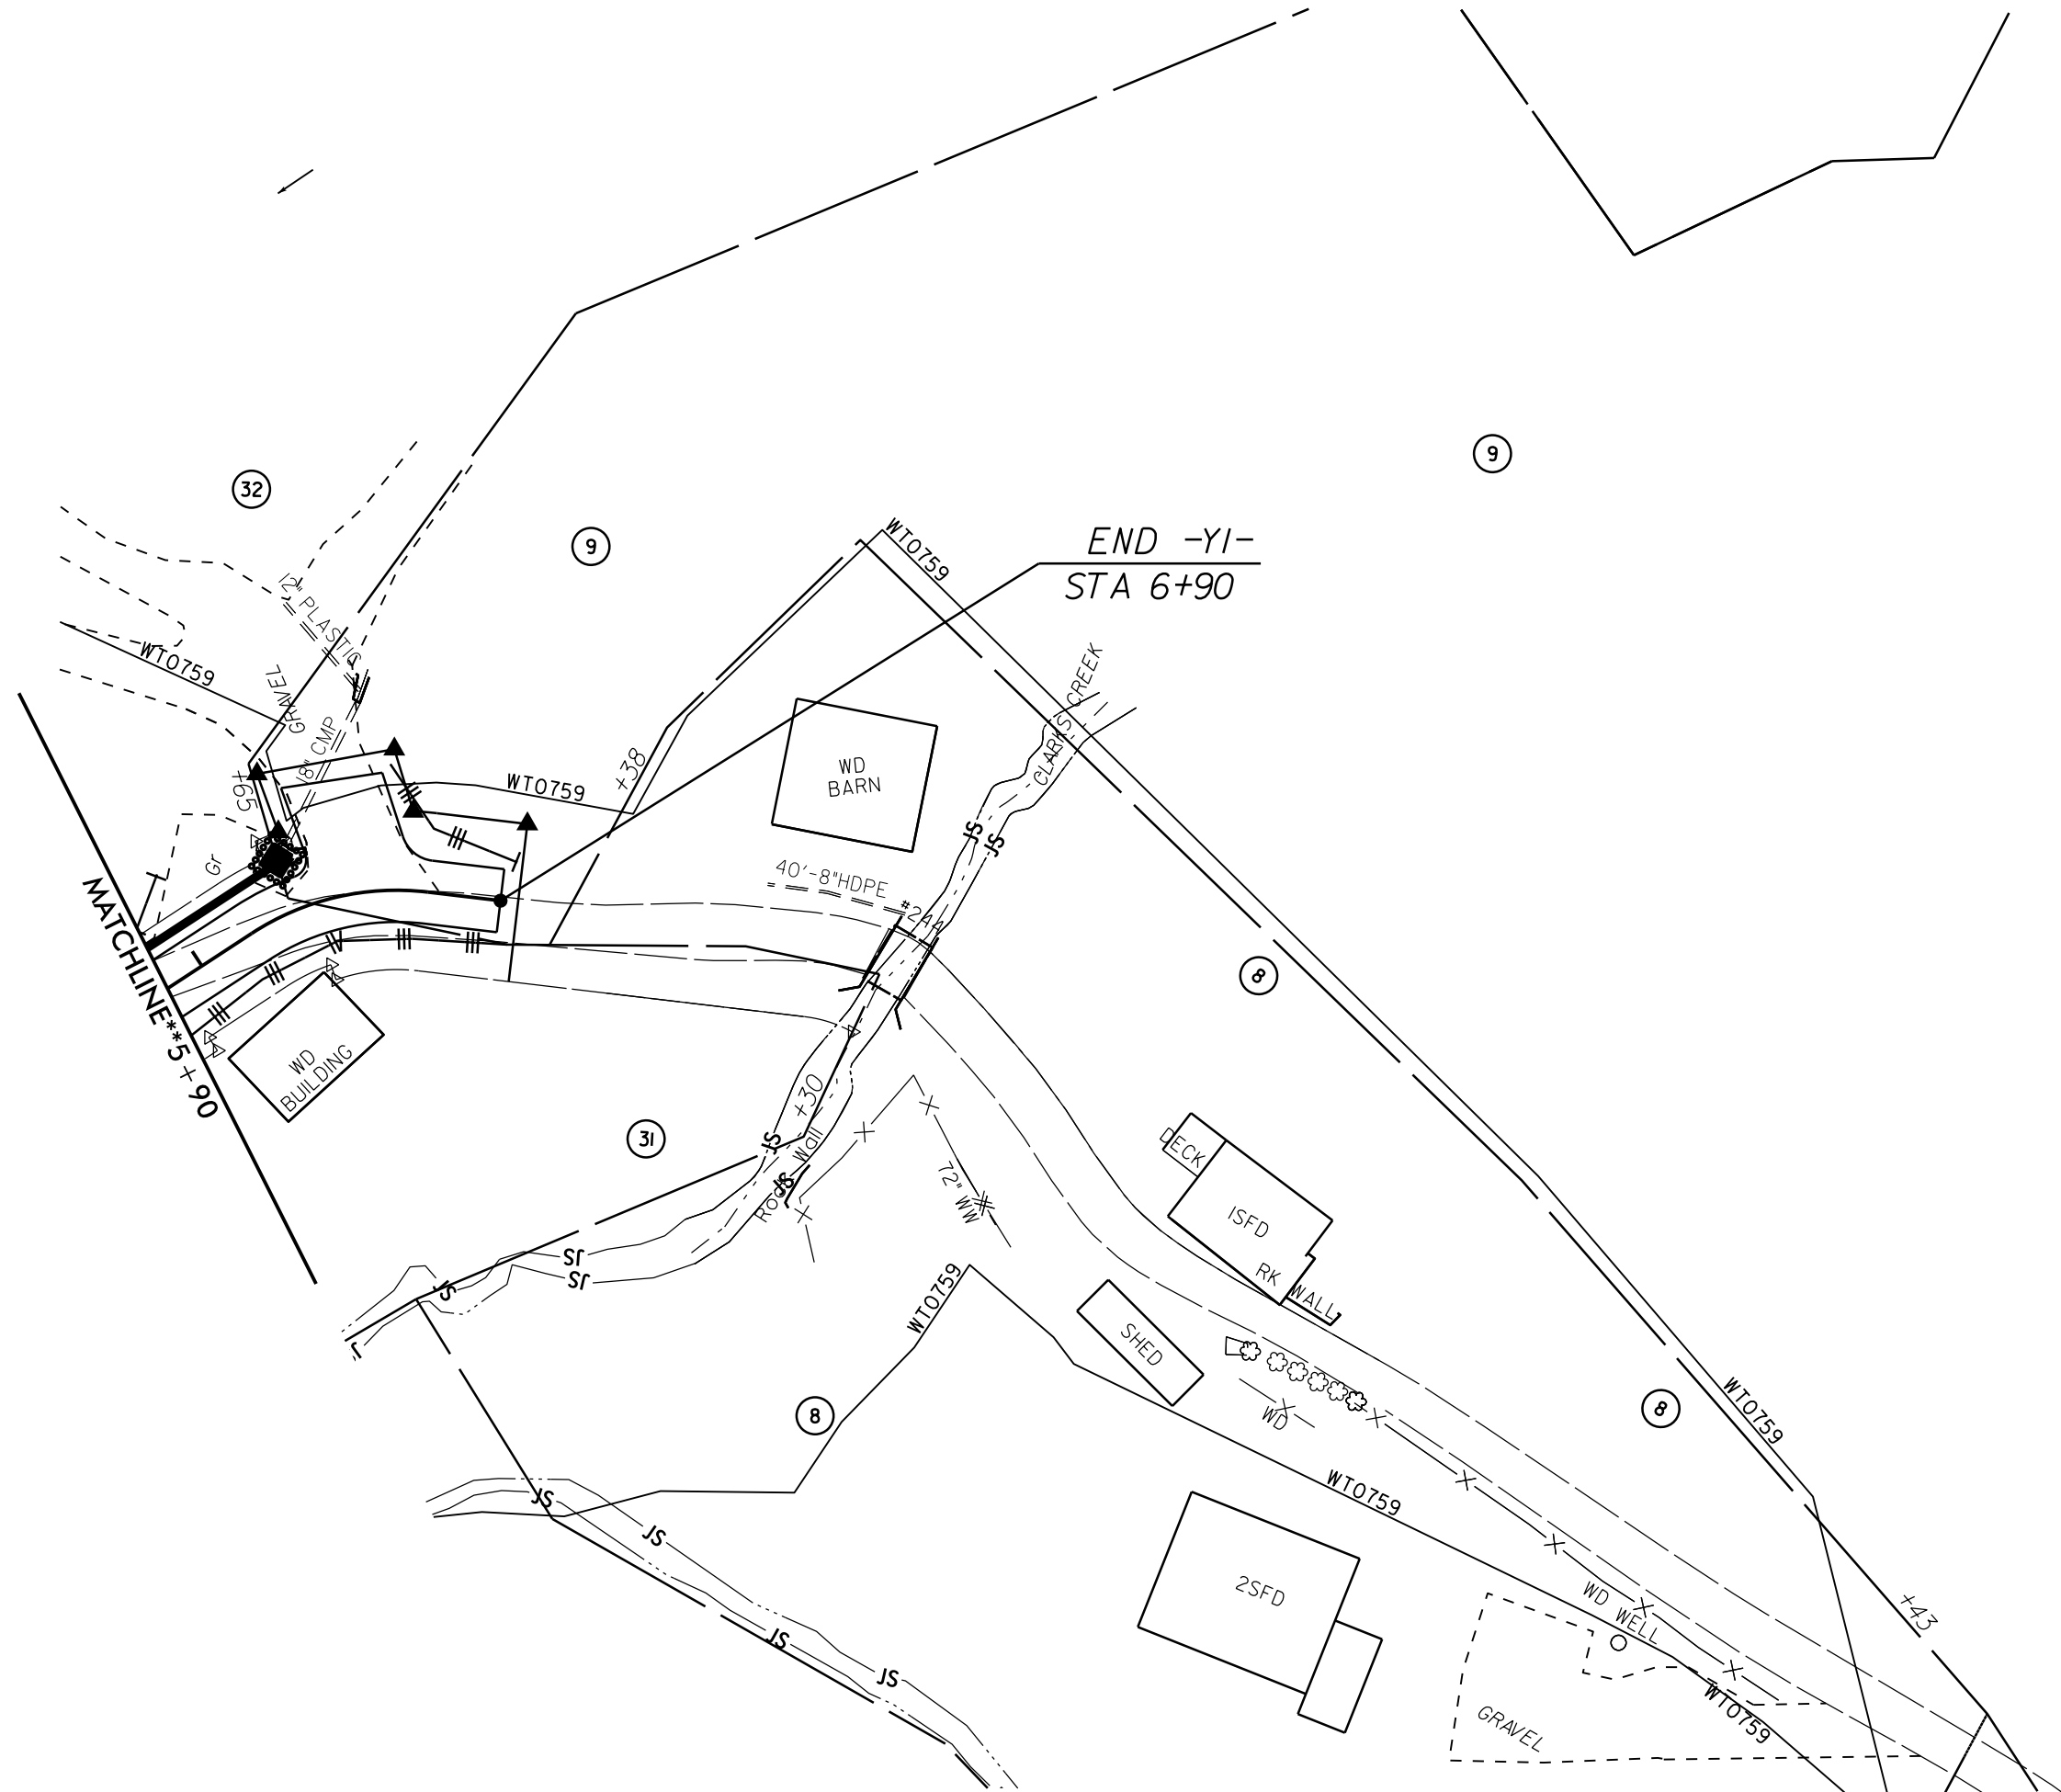 9
32
9
WT0759
END -Y1-
STA 6+90
12" PLASTIC
WT0759
GRAVEL
CLARKS CREEK
18" CMP
+38
+65
WT0759
WD
BARN
JS
JS
Gr
40'-8"HDPE #244
MATCHLINE**5+90
8
WD
BUILDING
+30
31
JS
Rock Wall
JS
72" WW
DECK
1SFD
RK WALL
JS
JS
JS
WT0759
SHED
J
8
WD
8
WT0759
JS
JS
WT0759
2SFD
WD WELL
+43
JS
JS
GRAVEL
WT0759